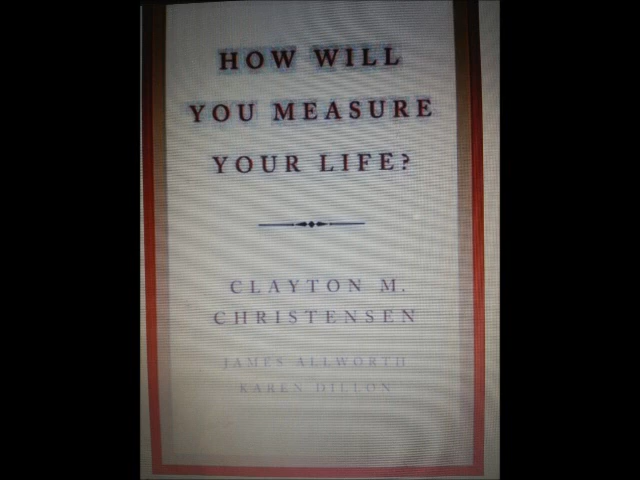 HOW WILL
YOU MEASURE
YOUR LIFE?
CLAYTON M.
CHRISTENSEN
JAMES ALLWORTH
KAREN DILLON